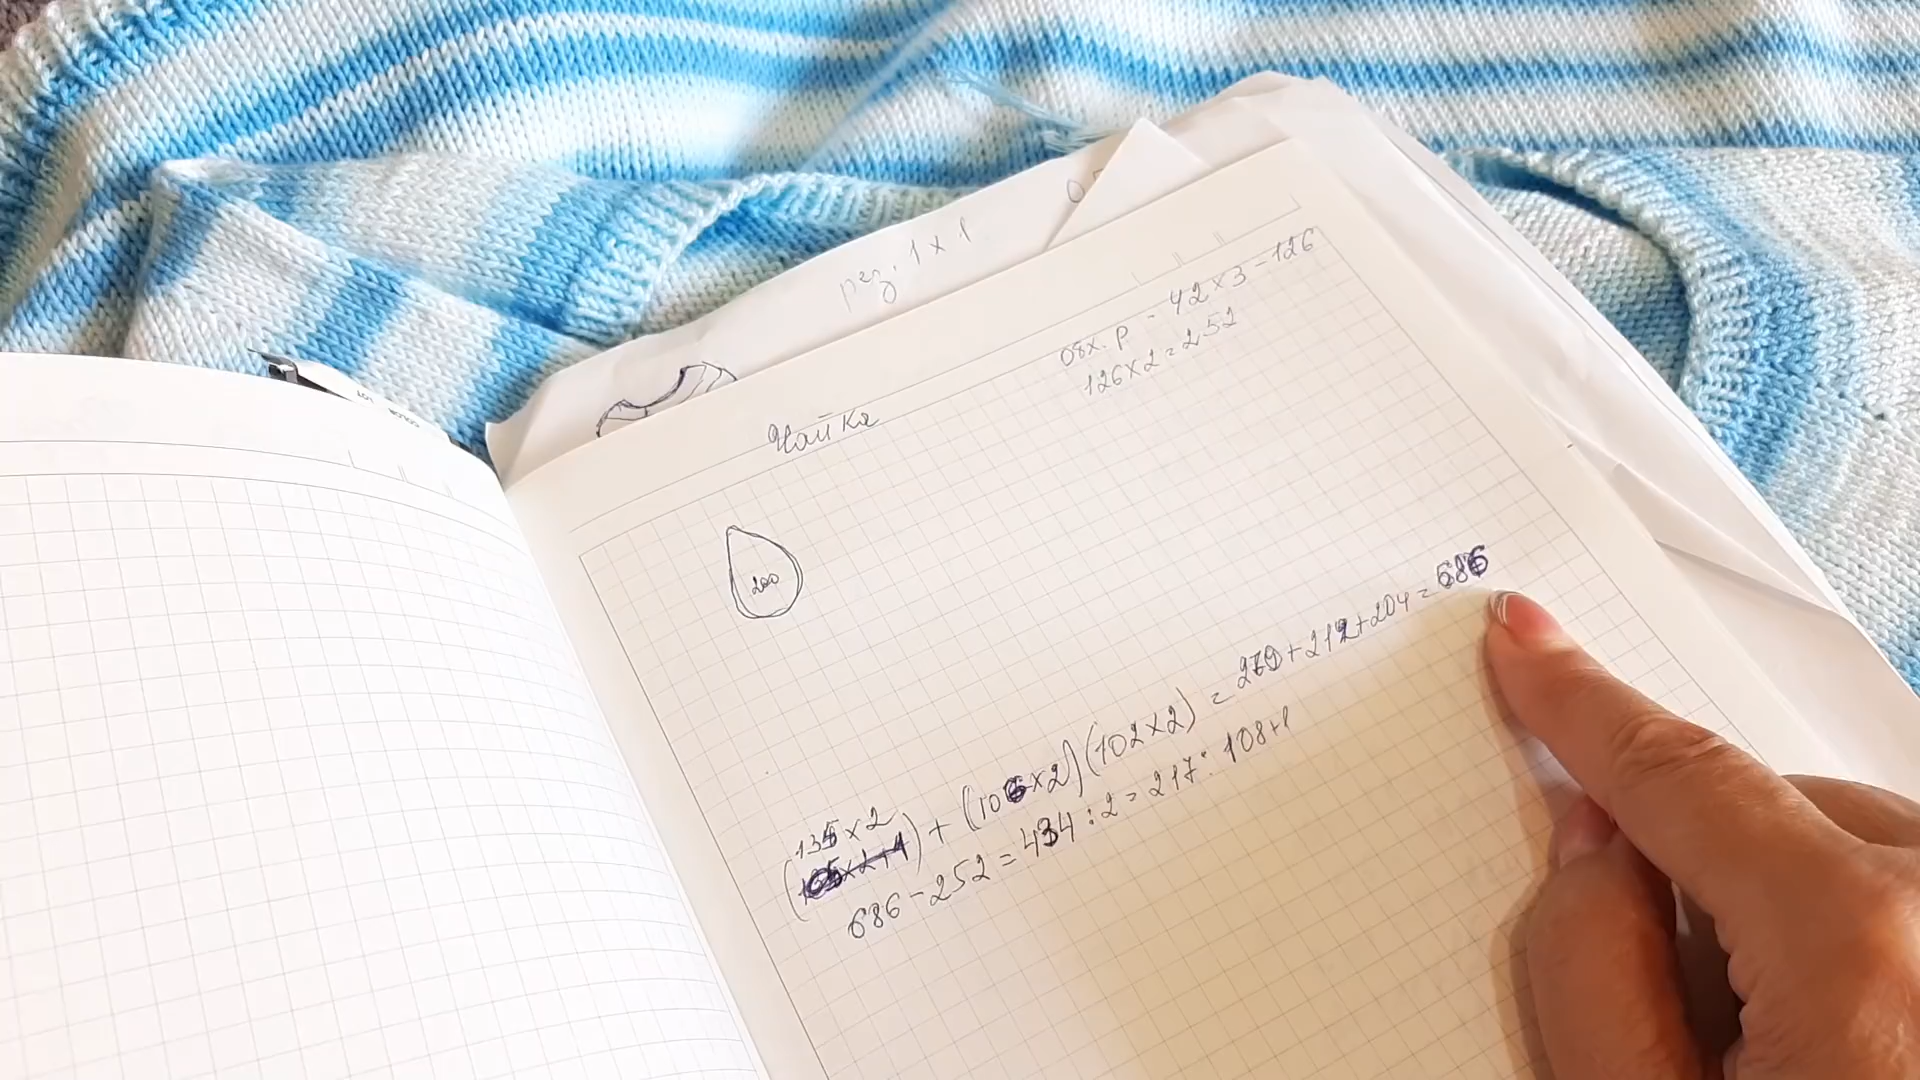 рез. 1 x 1
Обх. р - 42 x 3 = 126
126 x 2 = 252
Чайка
200
135 x 2
( ) + (106 x 2) (102 x 2) = 270 + 212 + 204 = 686
686 - 252 = 434 : 2 = 217 : 108+1